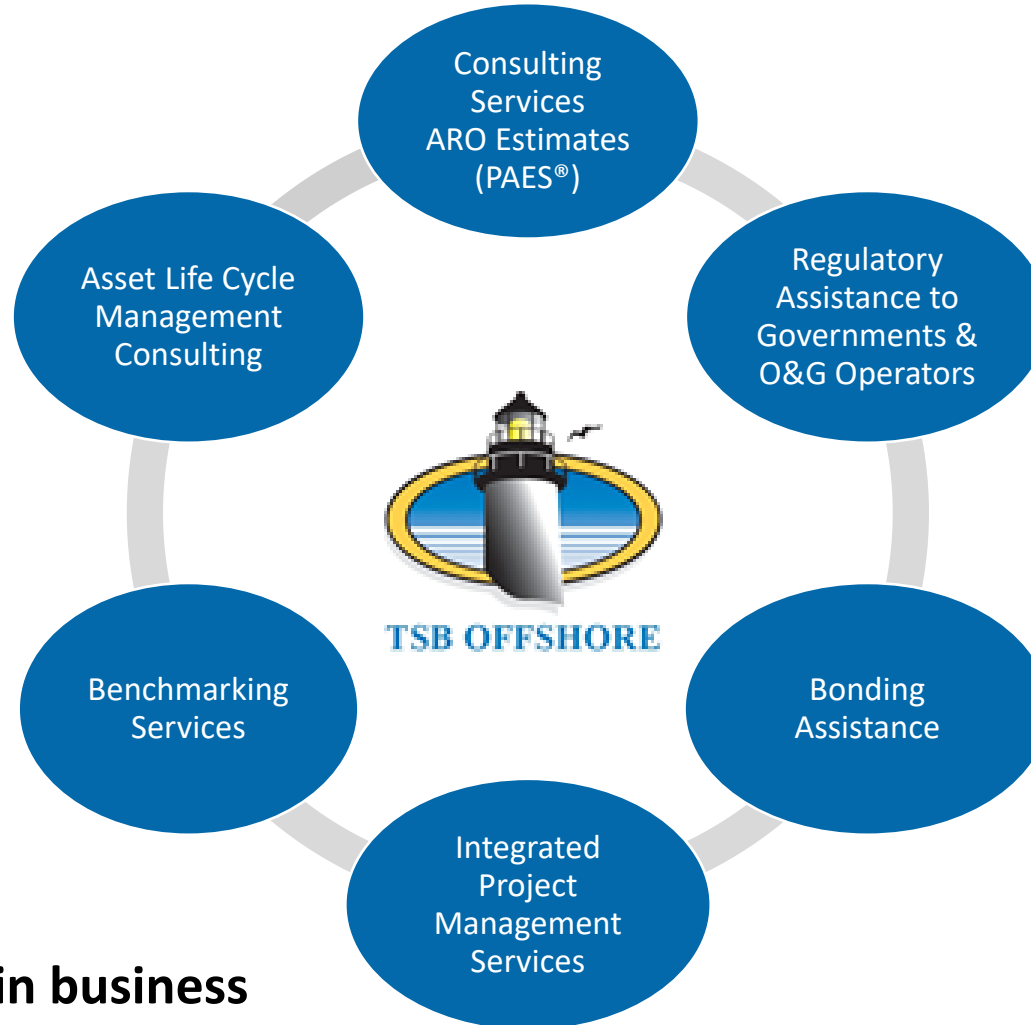 Consulting
Services
ARO Estimates
(PAES®)
Regulatory
Assistance to
Governments &
O&G Operators
Asset Life Cycle
Management
Consulting
TSB OFFSHORE
Benchmarking
Services
Bonding
Assistance
Integrated
Project
Management
Services
in business